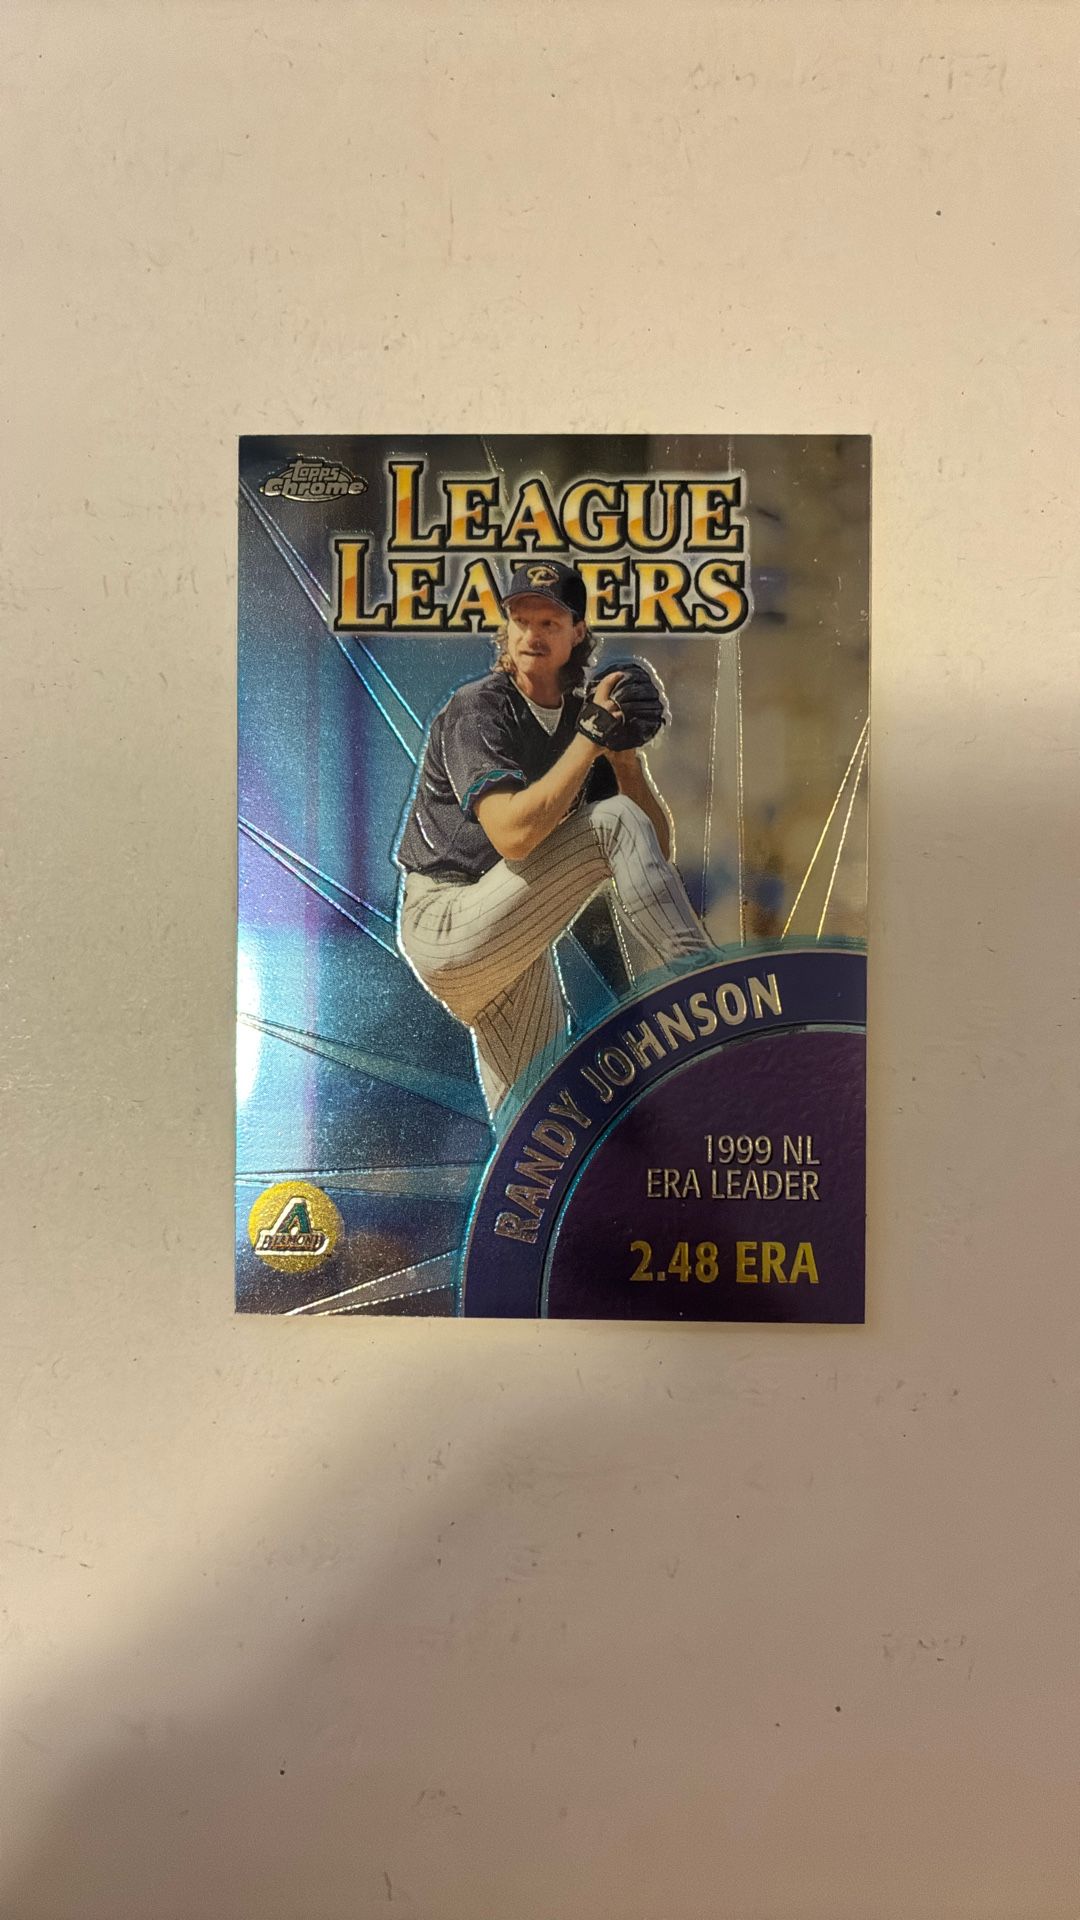 Topps
Chrome
LEAGUE
LEADERS
RANDY JOHNSON
1999 NL
ERA LEADER
2.48 ERA